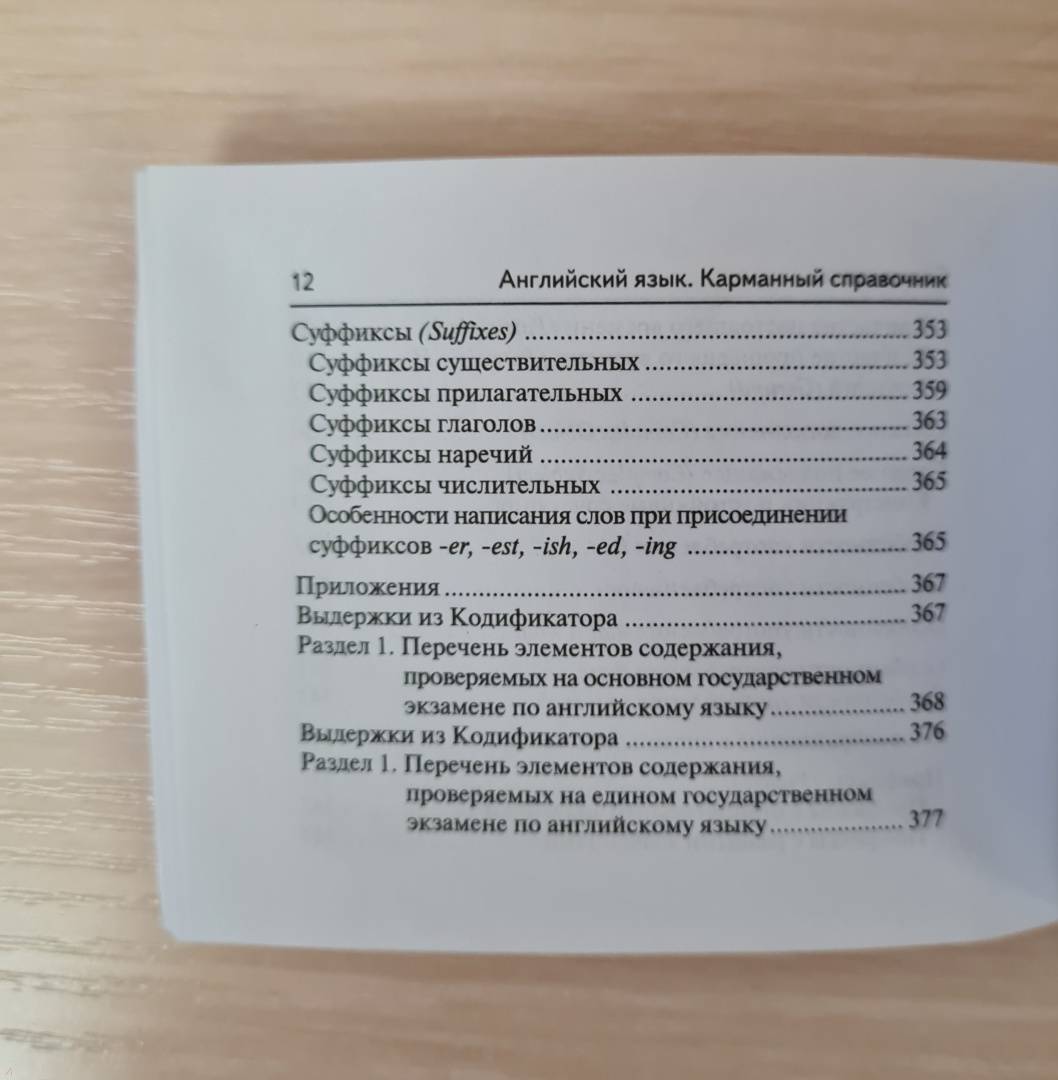 12 Английский язык. Карманный справочник
Суффиксы (Suffixes) ........ 353
Суффиксы существительных ........ 353
Суффиксы прилагательных ........ 359
Суффиксы глаголов ........ 363
Суффиксы наречий ........ 364
Суффиксы числительных ........ 365
Особенности написания слов при присоединении
суффиксов -er, -est, -ish, -ed, -ing ........ 365
Приложения ........ 367
Выдержки из Кодификатора ........ 367
Раздел 1. Перечень элементов содержания,
проверяемых на основном государственном
экзамене по английскому языку ........ 368
Выдержки из Кодификатора ........ 376
Раздел 1. Перечень элементов содержания,
проверяемых на едином государственном
экзамене по английскому языку ........ 377